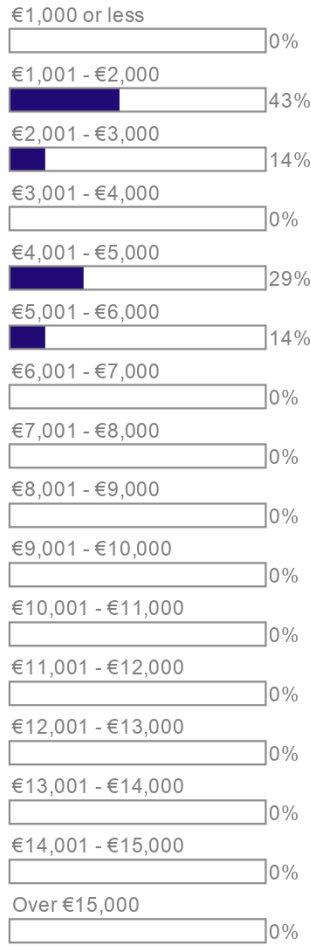 €1,000 or less
0%
€1,001 - €2,000
43%
€2,001 - €3,000
14%
€3,001 - €4,000
0%
€4,001 - €5,000
29%
€5,001 - €6,000
14%
€6,001 - €7,000
0%
€7,001 - €8,000
0%
€8,001 - €9,000
0%
€9,001 - €10,000
0%
€10,001 - €11,000
0%
€11,001 - €12,000
0%
€12,001 - €13,000
0%
€13,001 - €14,000
0%
€14,001 - €15,000
0%
Over €15,000
0%